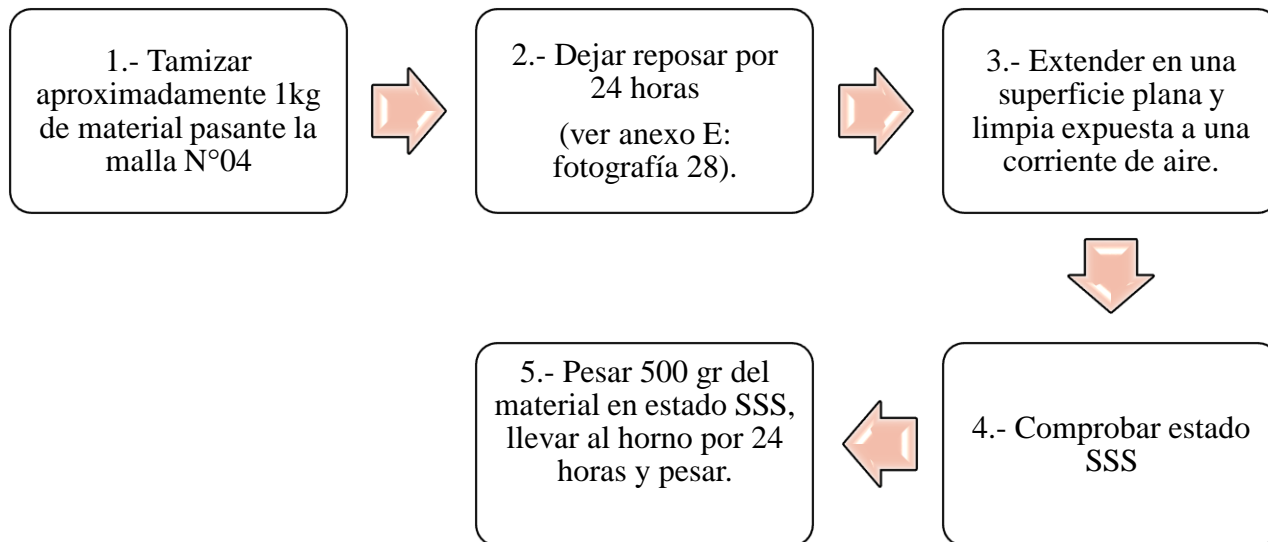 1.- Tamizar
aproximadamente 1kg
de material pasante la
malla N°04
2.- Dejar reposar por
24 horas
(ver anexo E:
fotografía 28).
3.- Extender en una
superficie plana y
limpia expuesta a una
corriente de aire.
4.- Comprobar estado
SSS
5.- Pesar 500 gr del
material en estado SSS,
llevar al horno por 24
horas y pesar.